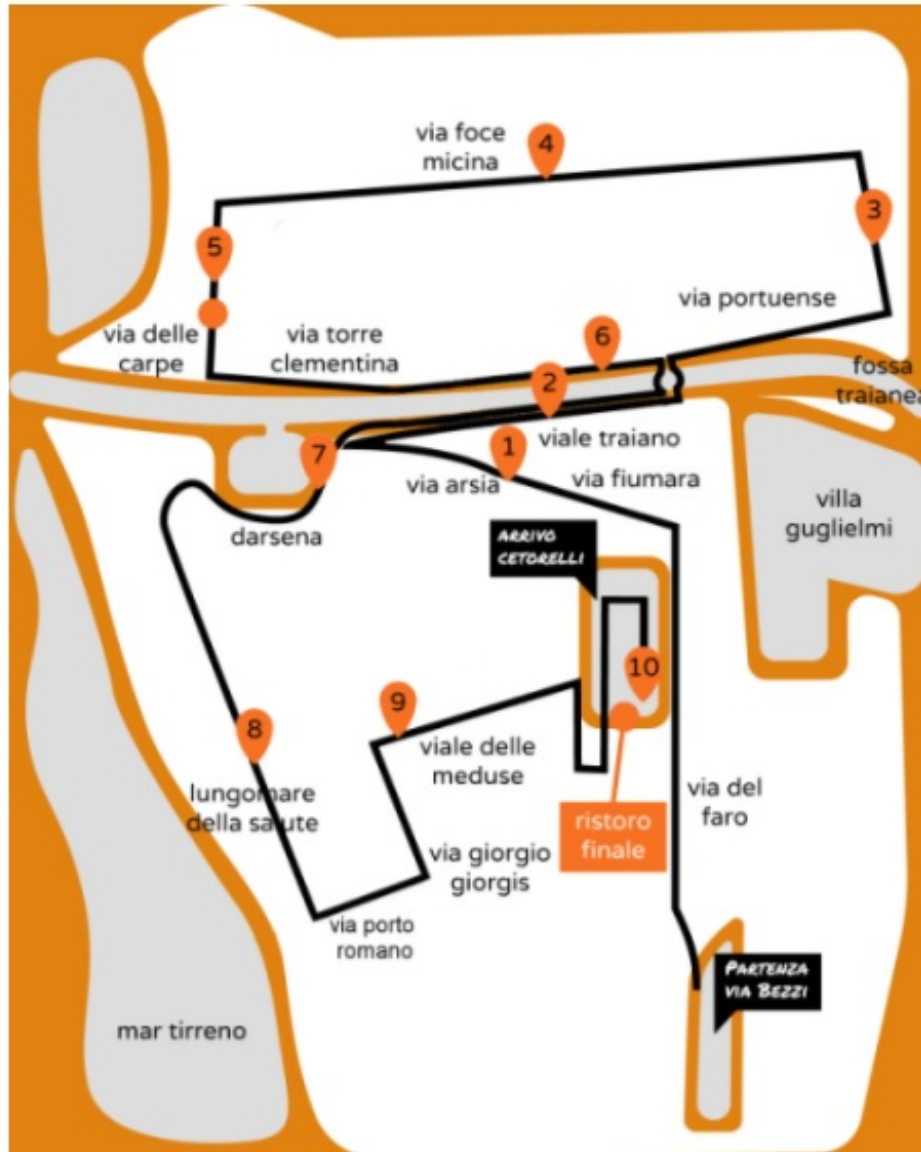 via foce
micina
4
3
5
via portuense
via delle
carpe
via torre
clementina
6
fossa
traianea
2
viale traiano
7
1
via arsia
via fiumara
villa
guglielmi
darsena
ARRIVO
CETORELLI
10
8
9
viale delle
meduse
lungomare
della salute
via del
faro
ristoro
finale
via giorgio
giorgis
via porto
romano
PARTENZA
VIA BEZZI
mar tirreno